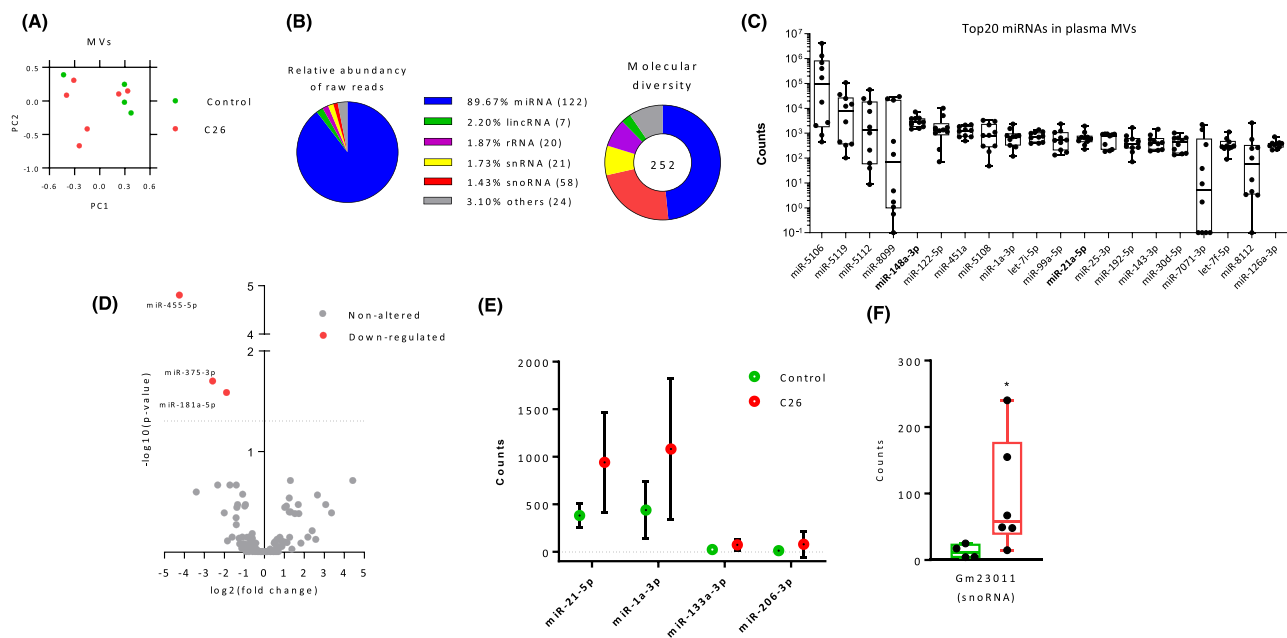 (A)
MVs
0.5
0.0
-0.5
-1.0
PC2
-0.6
-0.3
0.0
0.3
0.6
PC1
Control
C26
(B)
Relative abundancy
of raw reads
89.67% miRNA (122)
2.20% lincRNA (7)
1.87% rRNA (20)
1.73% snRNA (21)
1.43% snoRNA (58)
3.10% others (24)
Molecular
diversity
252
(C)
Top20 miRNAs in plasma MVs
Counts
10^7
10^6
10^5
10^4
10^3
10^2
10^1
10^0
10^-1
miR-5106
miR-5119
miR-5112
miR-8099
miR-148a-3p
miR-122-5p
miR-451a
miR-5108
miR-1a-3p
let-7i-5p
miR-99a-5p
miR-21a-5p
miR-25-3p
miR-192-5p
miR-143-3p
miR-30d-5p
miR-7071-3p
let-7f-5p
miR-8112
miR-126a-3p
(D)
5
4
2
1
-log10(p-value)
miR-455-5p
miR-375-3p
miR-181a-5p
Non-altered
Down-regulated
-5
-4
-3
-2
-1
0
1
2
3
4
5
log2(fold change)
(E)
Counts
2000
1500
1000
500
0
Control
C26
miR-21-5p
miR-1a-3p
miR-133a-3p
miR-206-3p
(F)
Counts
300
200
100
0
*
Gm23011
(snoRNA)